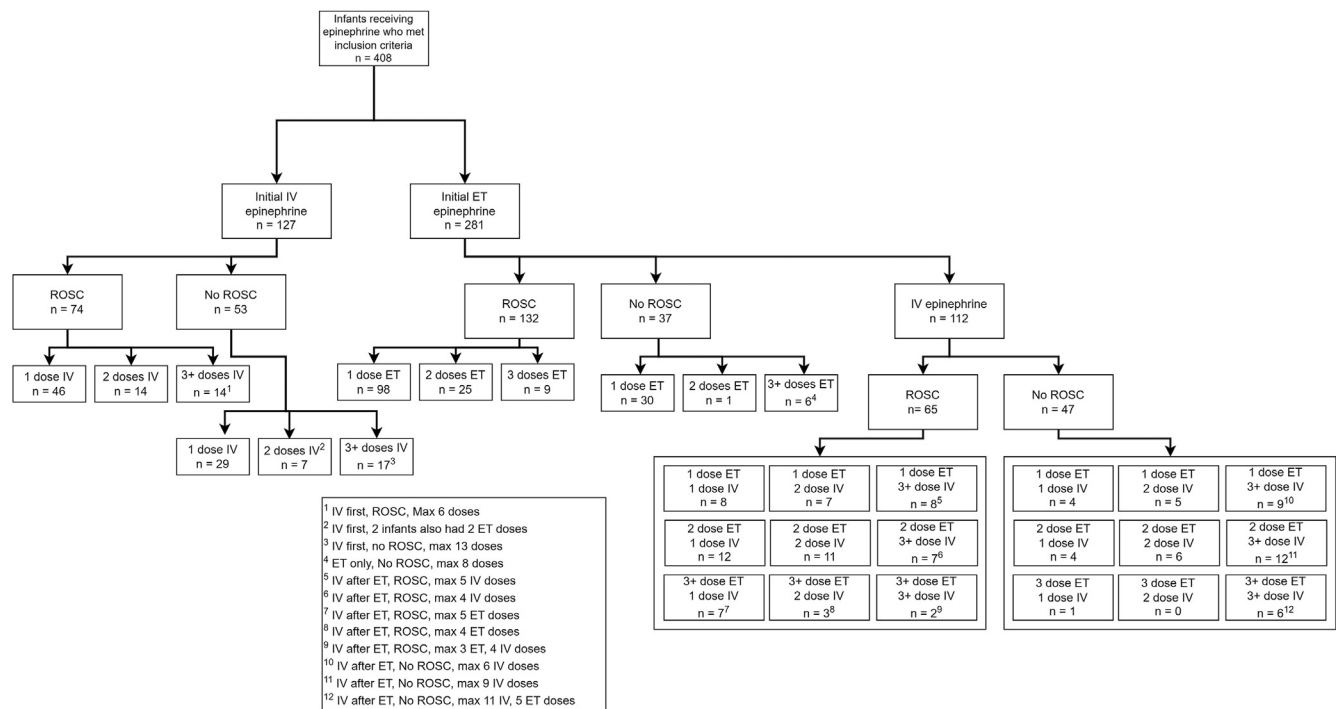 Infants receiving
epinephrine who met
inclusion criteria
n = 408
Initial IV
epinephrine
n = 127
Initial ET
epinephrine
n = 281
ROSC
n = 74
No ROSC
n = 53
ROSC
n = 132
No ROSC
n = 37
IV epinephrine
n = 112
1 dose IV
n = 46
2 doses IV
n = 14
3+ doses IV
n = 14¹
1 dose ET
n = 98
2 doses ET
n = 25
3 doses ET
n = 9
1 dose ET
n = 30
2 doses ET
n = 1
3+ doses ET
n = 6⁴
ROSC
n= 65
No ROSC
n = 47
1 dose IV
n = 29
2 doses IV²
n = 7
3+ doses IV
n = 17³
1 dose ET
1 dose IV
n = 8
1 dose ET
2 dose IV
n = 7
1 dose ET
3+ dose IV
n = 8⁵
2 dose ET
1 dose IV
n = 12
2 dose ET
2 dose IV
n = 11
2 dose ET
3+ dose IV
n = 7⁶
3+ dose ET
1 dose IV
n = 7⁷
3+ dose ET
2 dose IV
n = 3⁸
3+ dose ET
3+ dose IV
n = 2⁹
1 dose ET
1 dose IV
n = 4
1 dose ET
2 dose IV
n = 5
1 dose ET
3+ dose IV
n = 9¹⁰
2 dose ET
1 dose IV
n = 4
2 dose ET
2 dose IV
n = 6
2 dose ET
3+ dose IV
n = 12¹¹
3 dose ET
1 dose IV
n = 1
3 dose ET
2 dose IV
n = 0
3+ dose ET
3+ dose IV
n = 6¹²
¹ IV first, ROSC, Max 6 doses
² IV first, 2 infants also had 2 ET doses
³ IV first, no ROSC, max 13 doses
⁴ ET only, No ROSC, max 8 doses
⁵ IV after ET, ROSC, max 5 IV doses
⁶ IV after ET, ROSC, max 4 IV doses
⁷ IV after ET, ROSC, max 5 ET doses
⁸ IV after ET, ROSC, max 4 ET doses
⁹ IV after ET, ROSC, max 3 ET, 4 IV doses
¹⁰ IV after ET, No ROSC, max 6 IV doses
¹¹ IV after ET, No ROSC, max 9 IV doses
¹² IV after ET, No ROSC, max 11 IV, 5 ET doses